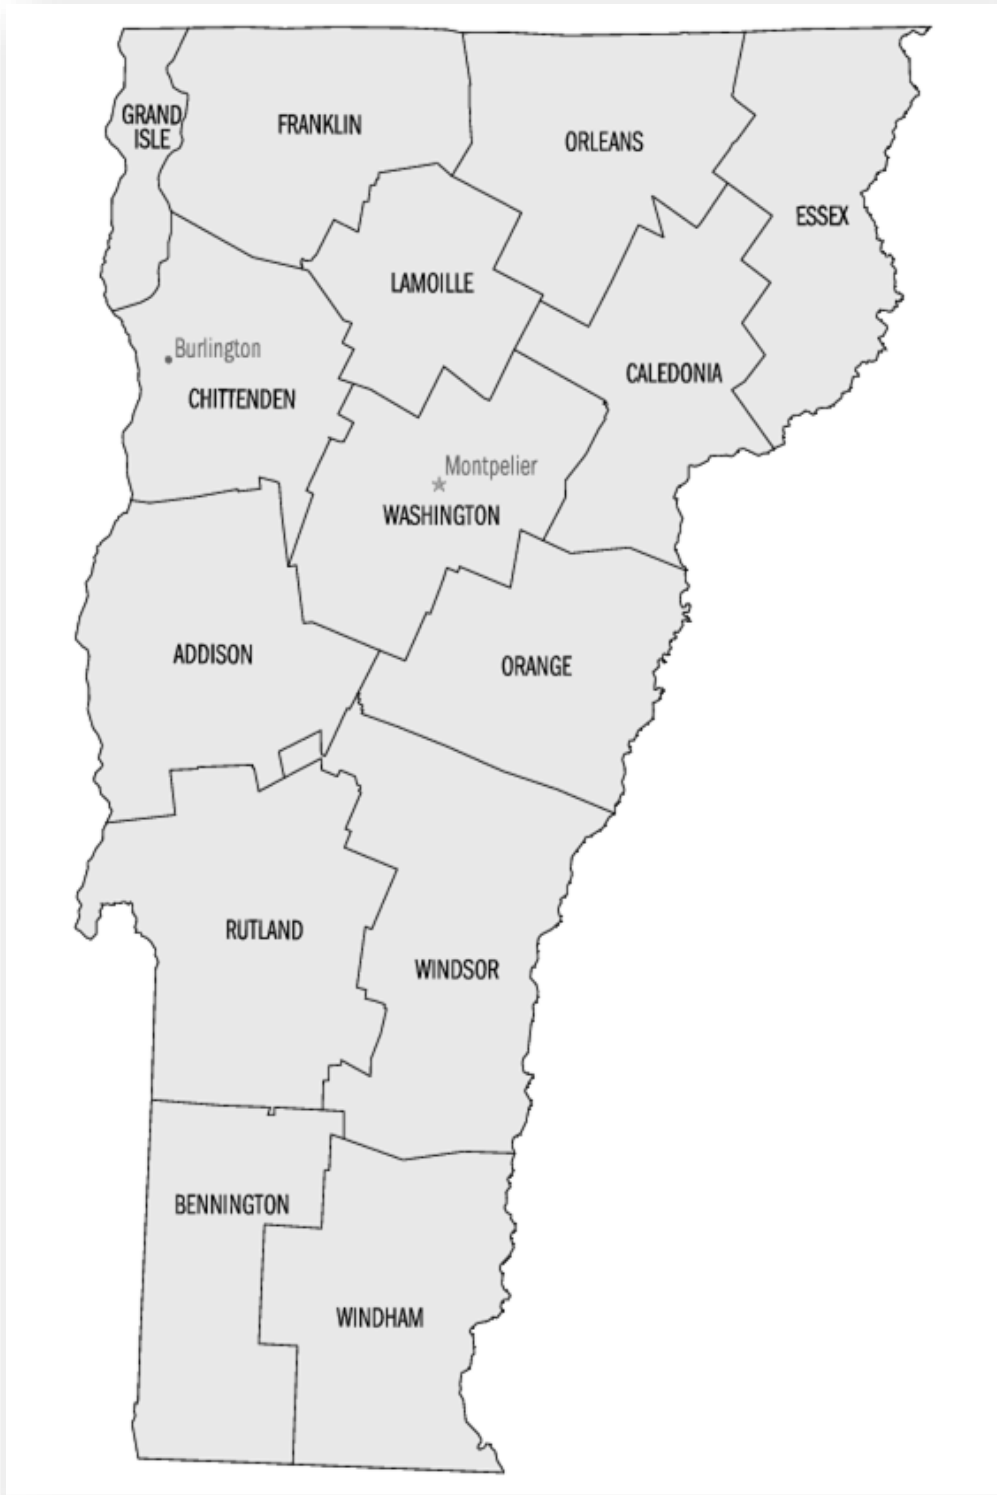 GRAND
ISLE
FRANKLIN
ORLEANS
ESSEX
LAMOILLE
Burlington
CHITTENDEN
CALEDONIA
Montpelier
WASHINGTON
ADDISON
ORANGE
RUTLAND
WINDSOR
BENNINGTON
WINDHAM